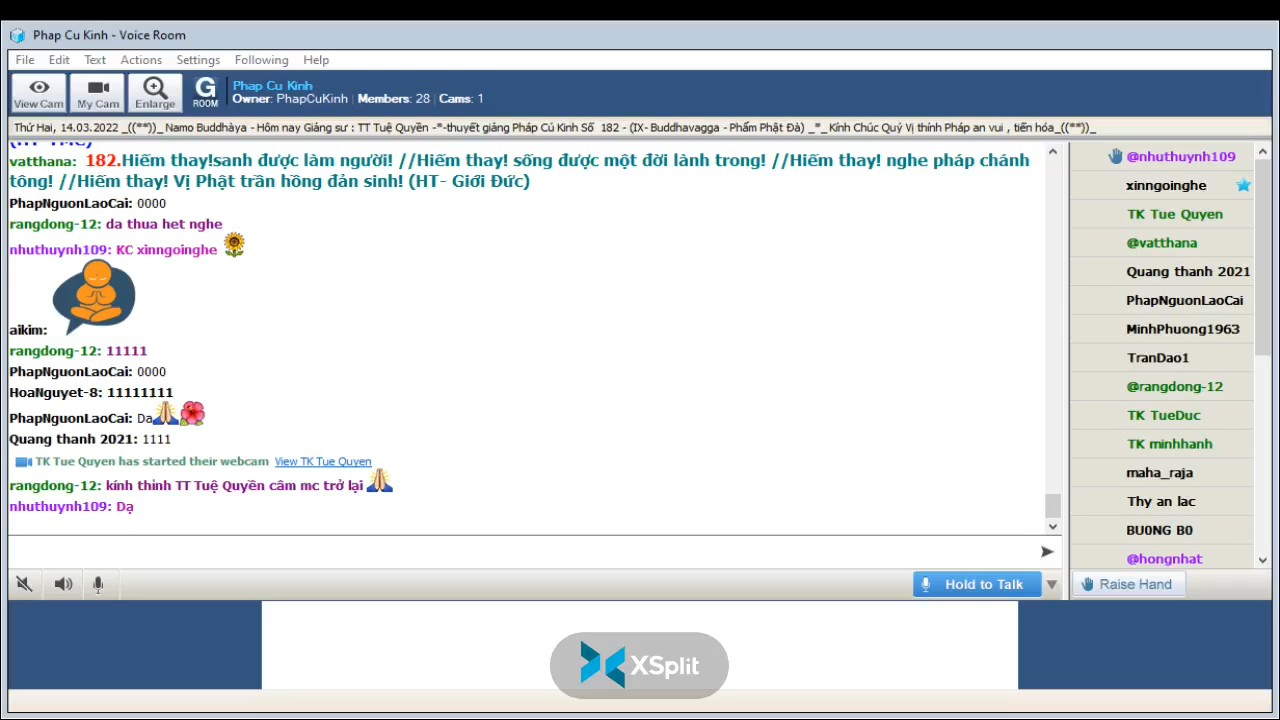 Phap Cu Kinh - Voice Room
File Edit Text Actions Settings Following Help
View Cam My Cam Enlarge G ROOM
Phap Cu Kinh
Owner: PhapCuKinh | Members: 28 | Cams: 1
Thứ Hai, 14.03.2022 _((**))_ Namo Buddhàya - Hôm nay Giảng sư : TT Tuệ Quyền -*-thuyết giảng Pháp Cú Kinh Số 182 - (IX- Buddhavagga - Phẩm Phật Đà) _*_ Kính Chúc Quý Vị thính Pháp an vui , tiến hóa_((**))_
vatthana: 182.Hiếm thay!sanh được làm người! //Hiếm thay! sống được một đời lành trong! //Hiếm thay! nghe pháp chánh
tông! //Hiếm thay! Vị Phật trần hồng đản sinh! (HT- Giới Đức)
PhapNguonLaoCai: 0000
rangdong-12: da thua het nghe
nhuthuynh109: KC xinngoinghe
aikim:
rangdong-12: 11111
PhapNguonLaoCai: 0000
HoaNguyet-8: 11111111
PhapNguonLaoCai: Da
Quang thanh 2021: 1111
TK Tue Quyen has started their webcam View TK Tue Quyen
rangdong-12: kính thỉnh TT Tuệ Quyền câm mc trở lại
nhuthuynh109: Dạ
@nhuthuynh109
xinngoinghe
TK Tue Quyen
@vatthana
Quang thanh 2021
PhapNguonLaoCai
MinhPhuong1963
TranDao1
@rangdong-12
TK TueDuc
TK minhhanh
maha_raja
Thy an lac
BU0NG B0
@hongnhat
Hold to Talk
Raise Hand
XSplit